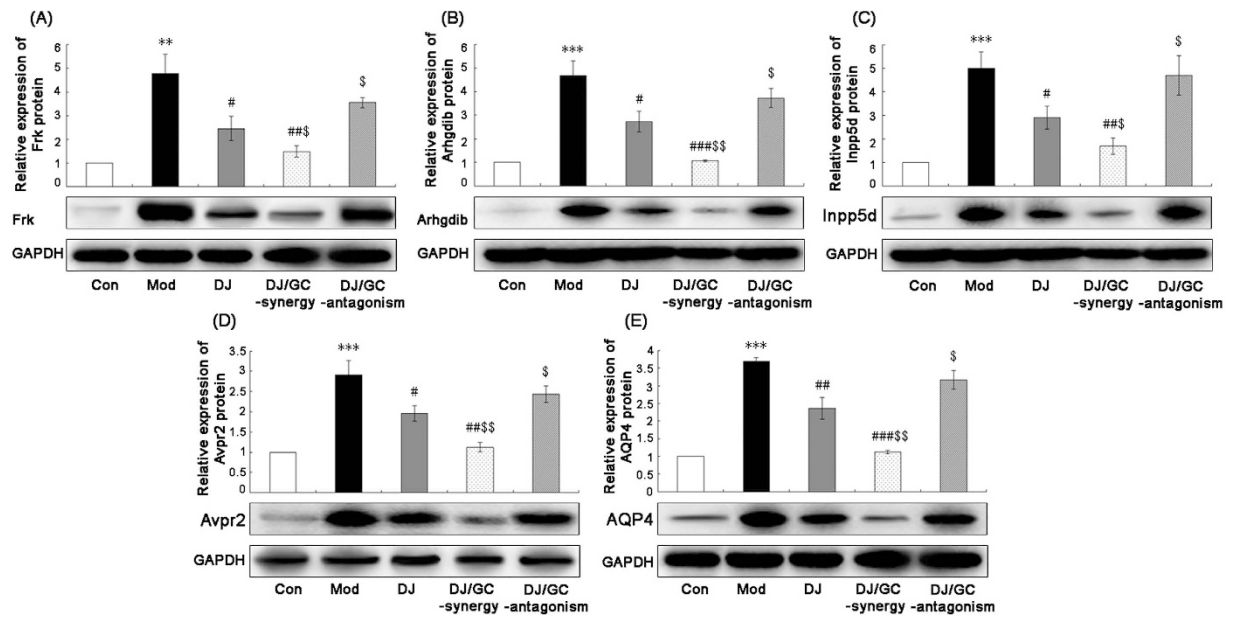 (A)
Relative expression of
Frk protein
6
5
4
3
2
1
0
**
#
##$
$
Frk
GAPDH
Con Mod DJ DJ/GC DJ/GC
-synergy -antagonism
(B)
Relative expression of
Arhgdib protein
6
5
4
3
2
1
0
***
#
###$$
$
Arhgdib
GAPDH
Con Mod DJ DJ/GC DJ/GC
-synergy -antagonism
(C)
Relative expression of
Inpp5d protein
6
5
4
3
2
1
0
***
#
##$
$
Inpp5d
GAPDH
Con Mod DJ DJ/GC DJ/GC
-synergy -antagonism
(D)
Relative expression of
Avpr2 protein
3.5
3
2.5
2
1.5
1
0.5
0
***
#
##$$
$
Avpr2
GAPDH
Con Mod DJ DJ/GC DJ/GC
-synergy -antagonism
(E)
Relative expression of
AQP4 protein
4
3.5
3
2.5
2
1.5
1
0.5
0
***
##
###$$
$
AQP4
GAPDH
Con Mod DJ DJ/GC DJ/GC
-synergy -antagonism